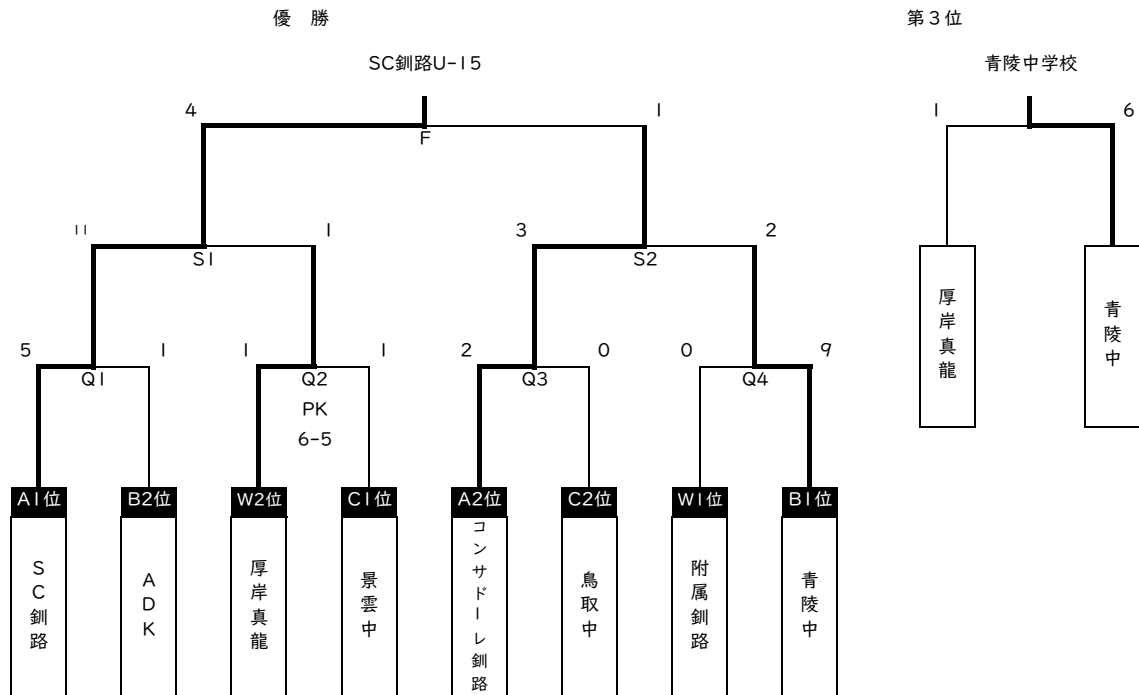 優　勝
第３位
SC釧路U-15
青陵中学校
4
1
1
6
F
11
1
3
2
S1
S2
5
1
1
1
2
0
0
9
Q1
Q2
Q3
Q4
PK
6-5
A1位
B2位
W2位
C1位
A2位
C2位
W1位
B1位
SC釧路
ADK
厚岸真龍
景雲中
コンサドーレ釧路
鳥取中
附属釧路
青陵中
厚岸真龍
青陵中